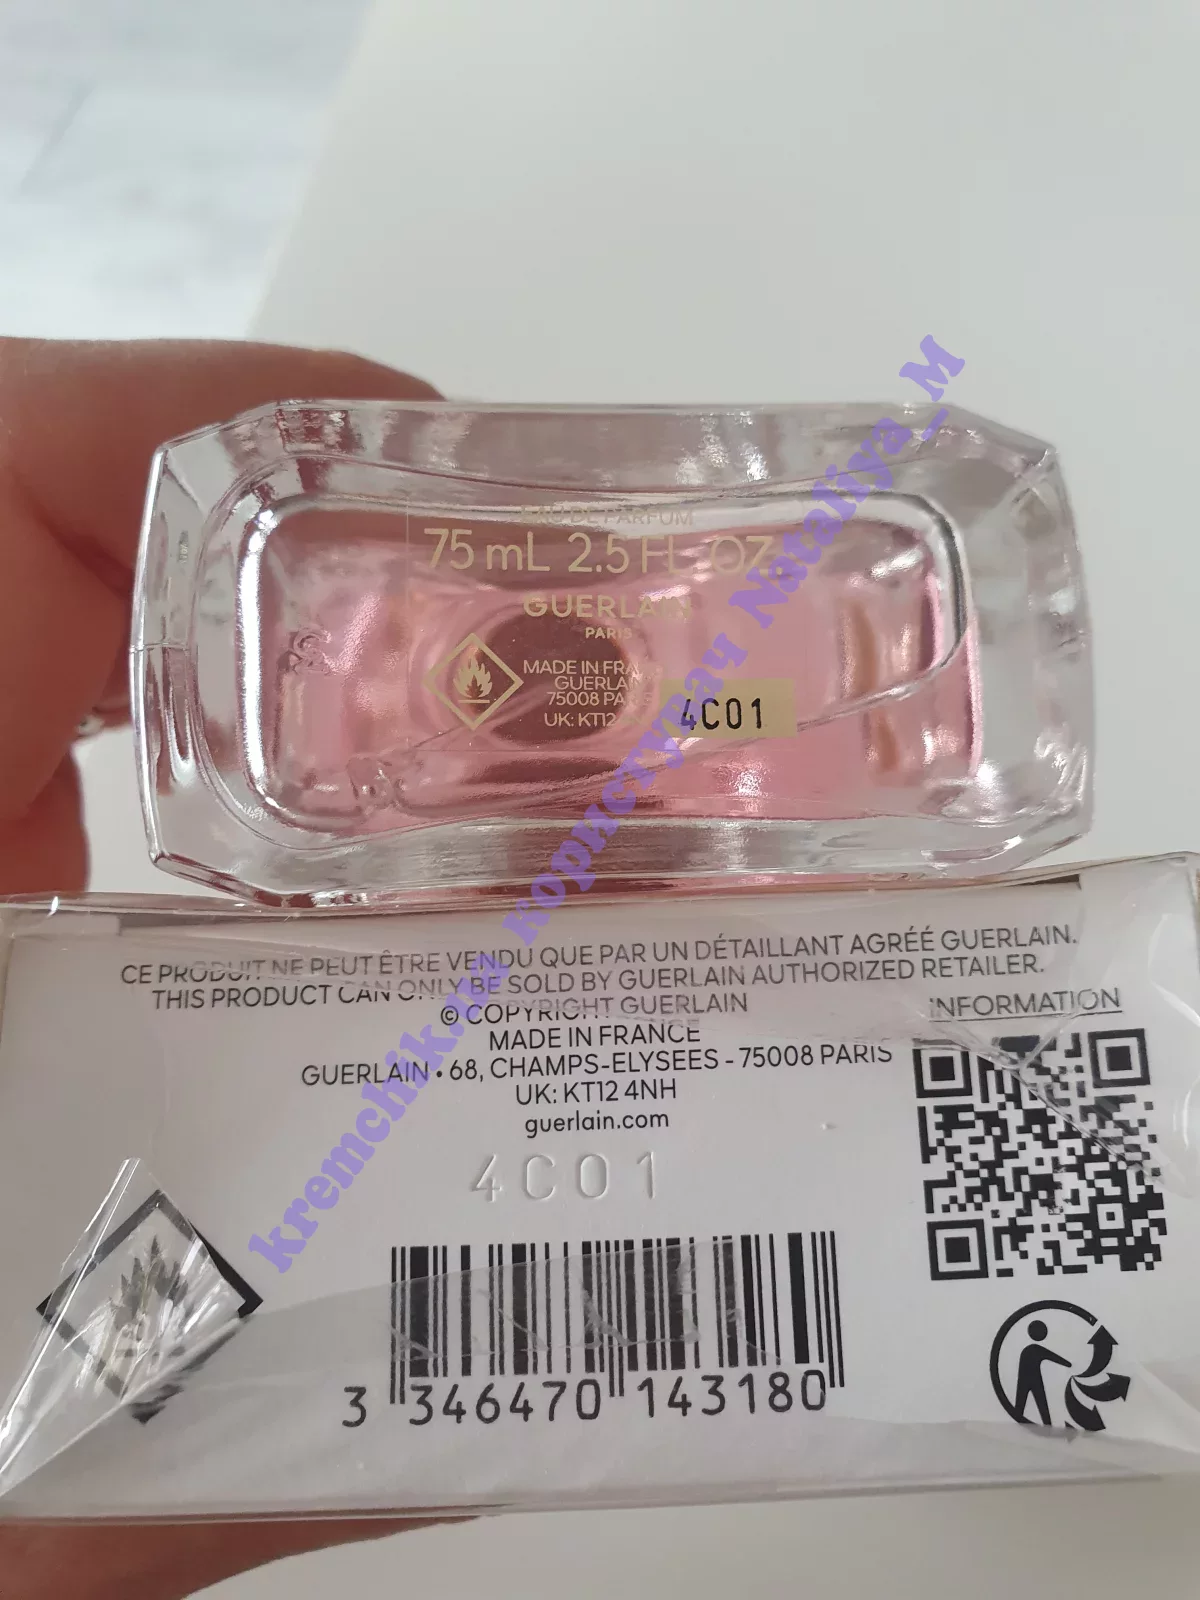 EAU DE PARFUM
75 mL 2.5 FL. OZ.
GUERLAIN
PARIS
MADE IN
GUERLAIN
75008
UK: KT12
4C01
kremchik.ua користувач Nataliya_M
CE PRODUIT NE PEUT ÊTRE VENDU QUE PAR UN DÉTAILLANT AGRÉÉ GUERLAIN.
THIS PRODUCT CAN ONLY BE SOLD BY GUERLAIN AUTHORIZED RETAILER.
© COPYRIGHT GUERLAIN
MADE IN FRANCE
GUERLAIN • 68, CHAMPS-ELYSEES - 75008 PARIS
UK: KT12 4NH
guerlain.com
INFORMATION
4C01
3 346470 143180